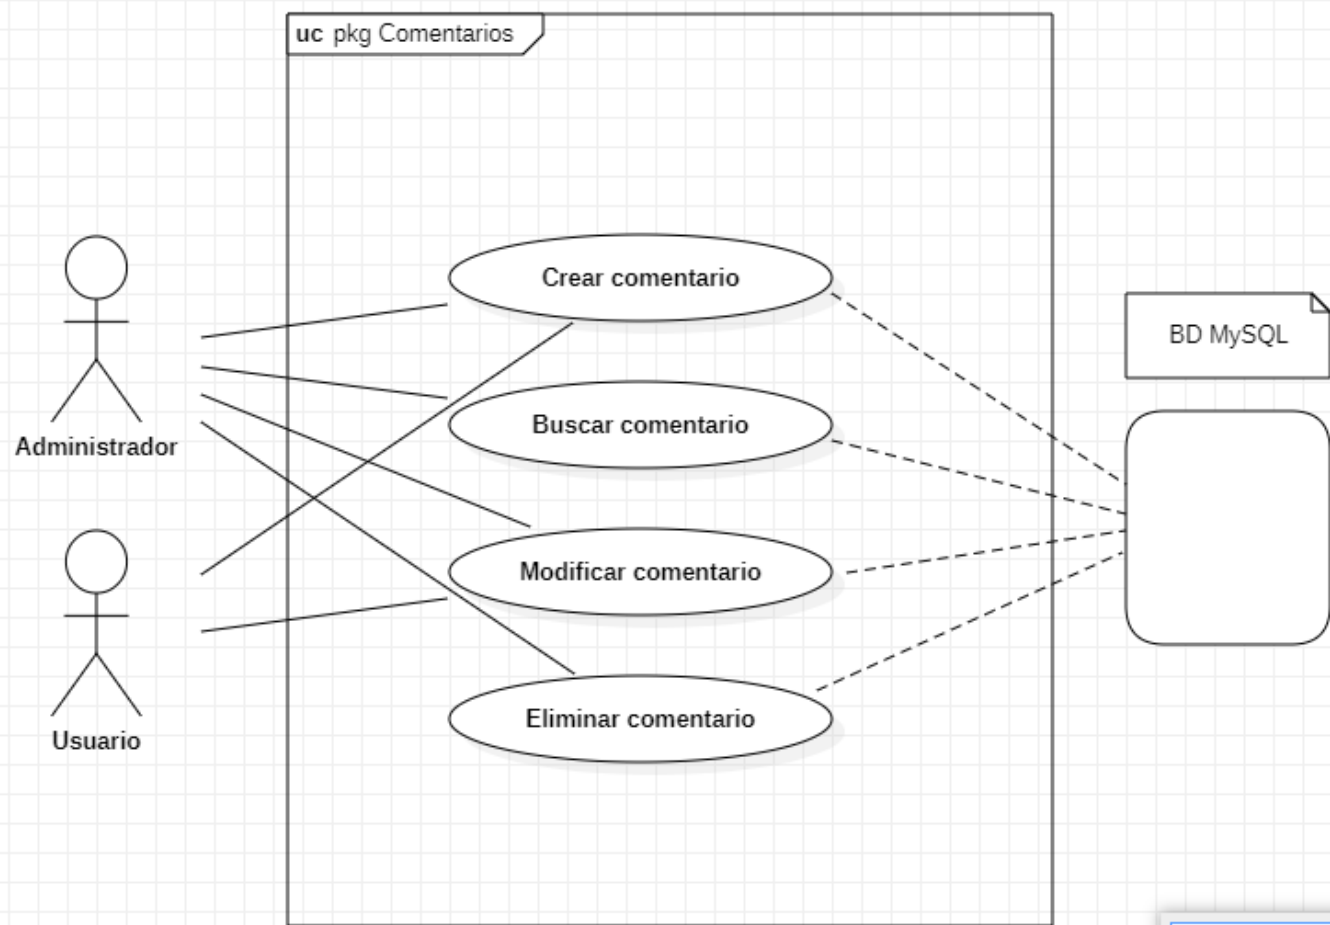 uc pkg Comentarios
Crear comentario
BD MySQL
Buscar comentario
Administrador
Modificar comentario
Usuario
Eliminar comentario